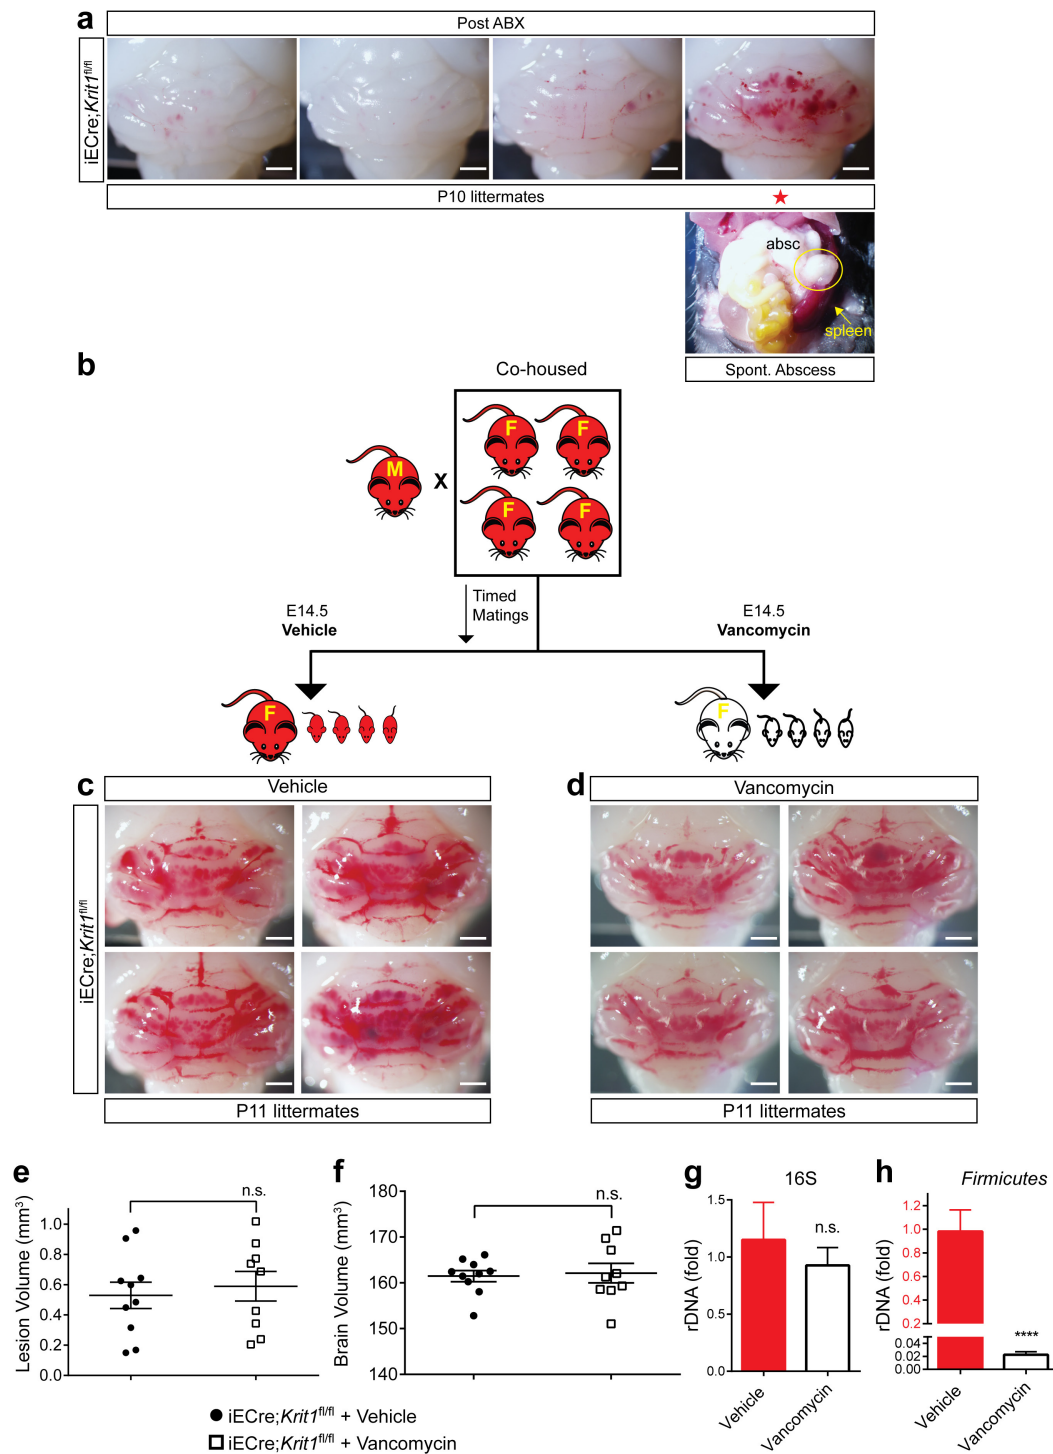 a
Post ABX
iECre;Krit1fl/fl
P10 littermates ★
absc
spleen
Spont. Abscess
b
Co-housed
F F
M X
F F
Timed
Matings
E14.5
Vehicle
E14.5
Vancomycin
F
F
c
Vehicle
d
Vancomycin
iECre;Krit1fl/fl
P11 littermates
P11 littermates
e
n.s.
Lesion Volume (mm³)
1.0
0.8
0.6
0.4
0.2
0.0
f
n.s.
Brain Volume (mm³)
180
170
160
150
140
iECre;Krit1fl/fl + Vehicle
iECre;Krit1fl/fl + Vancomycin
g
16S
rDNA (fold)
1.5
1.0
0.5
0.0
n.s.
Vehicle
Vancomycin
h
Firmicutes
rDNA (fold)
1.2
1.0
0.8
0.6
0.4
0.2
0.04
0.02
0.00
****
Vehicle
Vancomycin